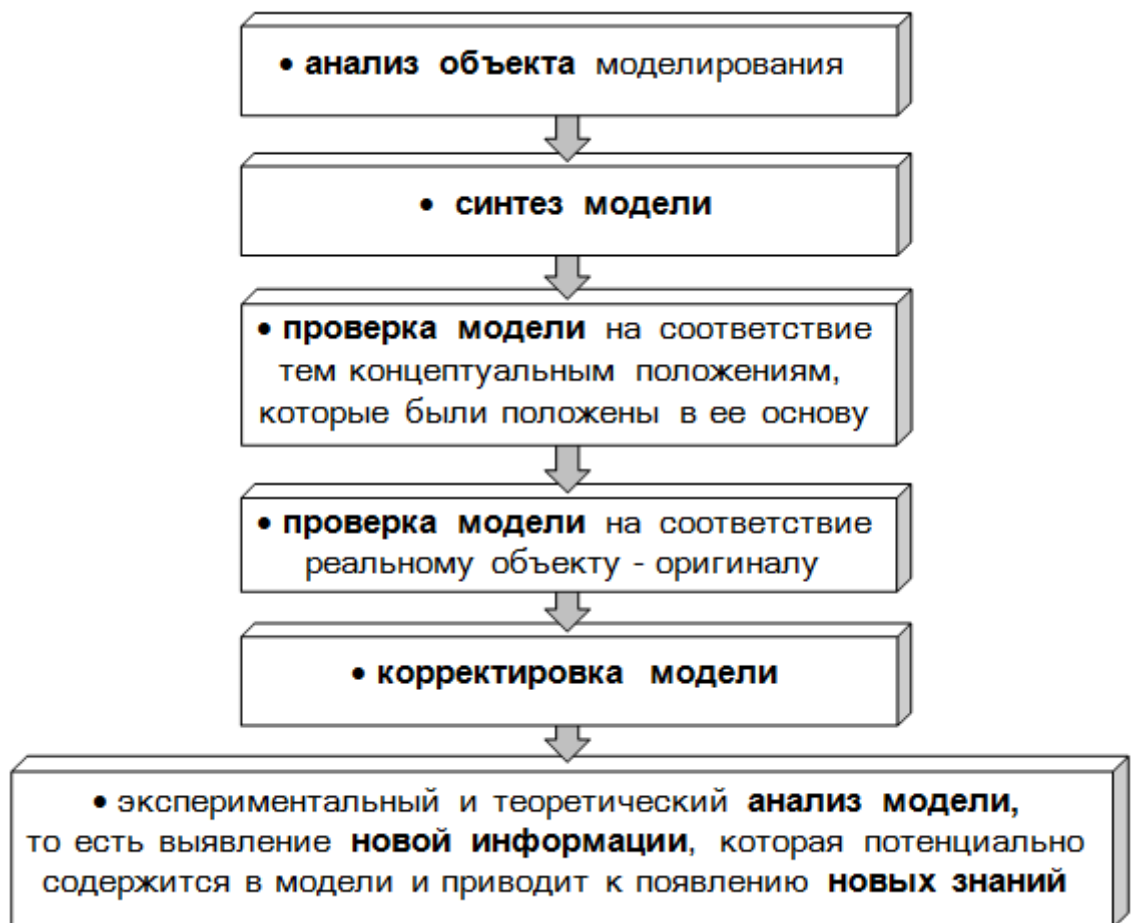 • анализ объекта моделирования
• синтез модели
• проверка модели на соответствие
тем концептуальным положениям,
которые были положены в ее основу
• проверка модели на соответствие
реальному объекту - оригиналу
• корректировка модели
• экспериментальный и теоретический анализ модели,
то есть выявление новой информации, которая потенциально
содержится в модели и приводит к появлению новых знаний